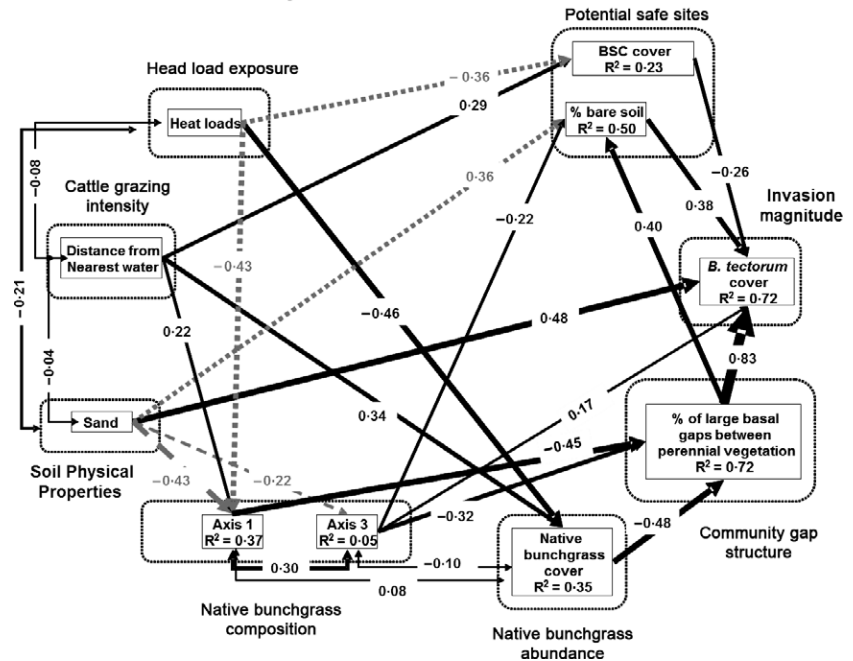 Potential safe sites
BSC cover
R² = 0·23
Head load exposure
−0·36
0.29
Heat loads
% bare soil
R² = 0·50
−0·08
Cattle grazing
intensity
0.36
−0·26
−0·22
Invasion
magnitude
0.38
0.40
Distance from
Nearest water
−0·43
B. tectorum
cover
R² = 0·72
−0·21
−0·46
0.22
0.48
0.83
−0·04
0.17
0.34
% of large basal
gaps between
perennial vegetation
R² = 0·72
Sand
−0·45
Soil Physical
Properties
−0·43
−0·22
−0·32
−0·48
Axis 1
R² = 0·37
Axis 3
R² = 0·05
Community gap
structure
Native
bunchgrass
cover
R² = 0·35
−0·10
0.30
0.08
Native bunchgrass
composition
Native bunchgrass
abundance